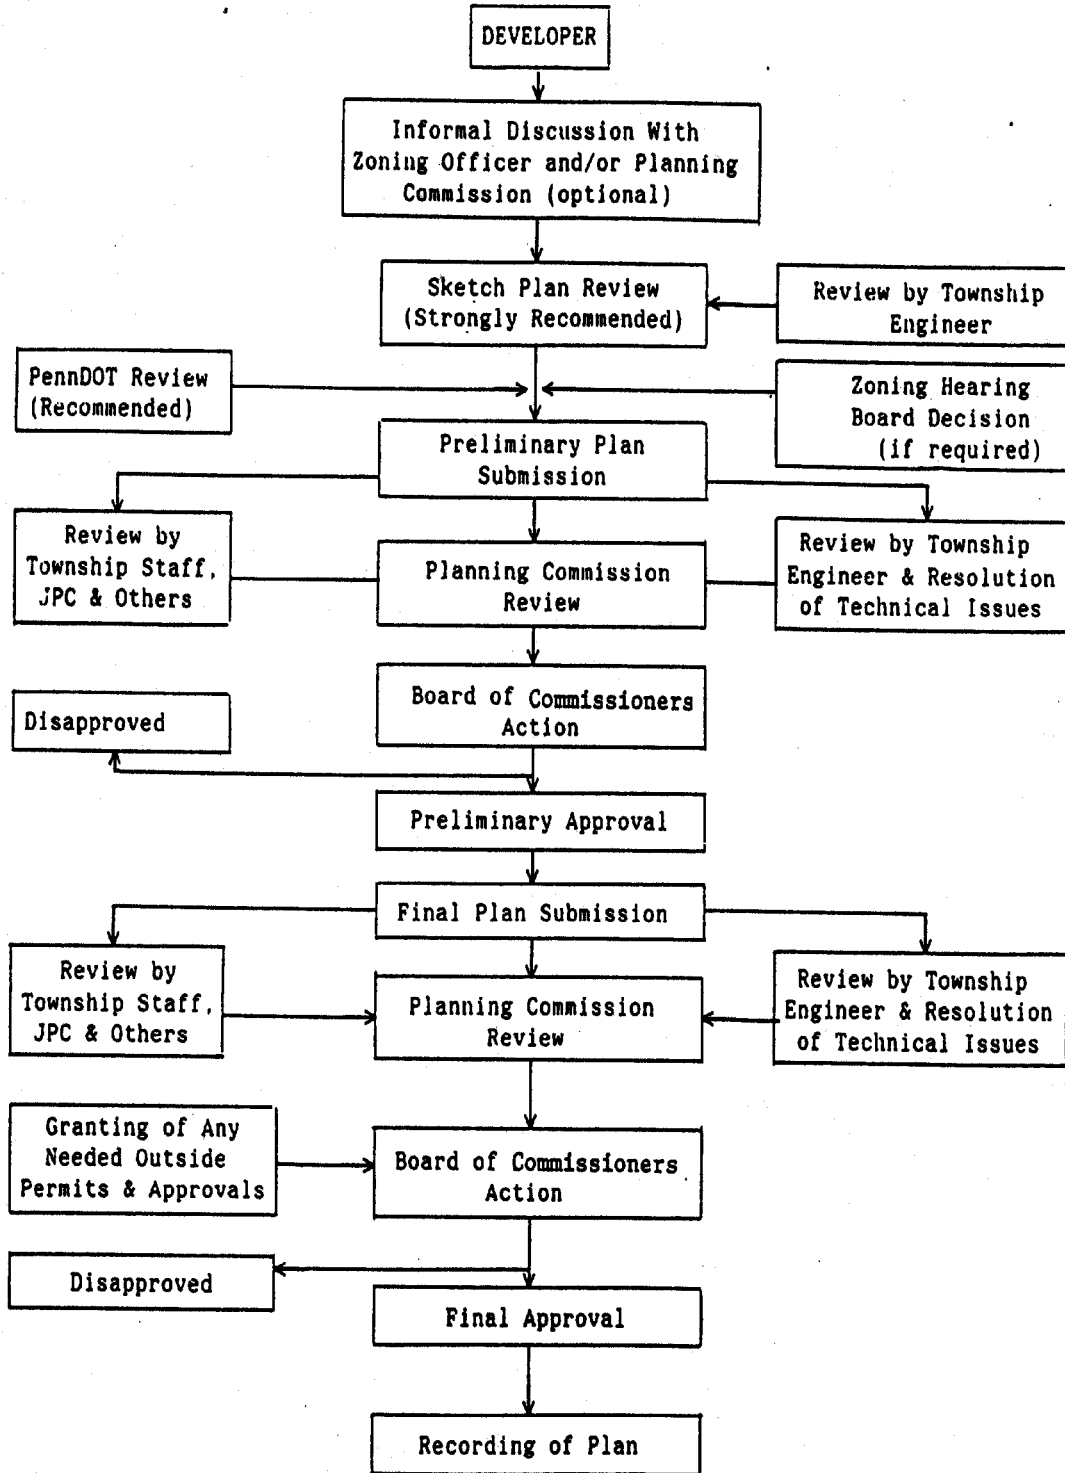 DEVELOPER
Informal Discussion With
Zoning Officer and/or Planning
Commission (optional)
Sketch Plan Review
(Strongly Recommended)
Review by Township
Engineer
PennDOT Review
(Recommended)
Zoning Hearing
Board Decision
(if required)
Preliminary Plan
Submission
Review by
Township Staff,
JPC & Others
Planning Commission
Review
Review by Township
Engineer & Resolution
of Technical Issues
Board of Commissioners
Action
Disapproved
Preliminary Approval
Final Plan Submission
Review by
Township Staff,
JPC & Others
Planning Commission
Review
Review by Township
Engineer & Resolution
of Technical Issues
Granting of Any
Needed Outside
Permits & Approvals
Board of Commissioners
Action
Disapproved
Final Approval
Recording of Plan